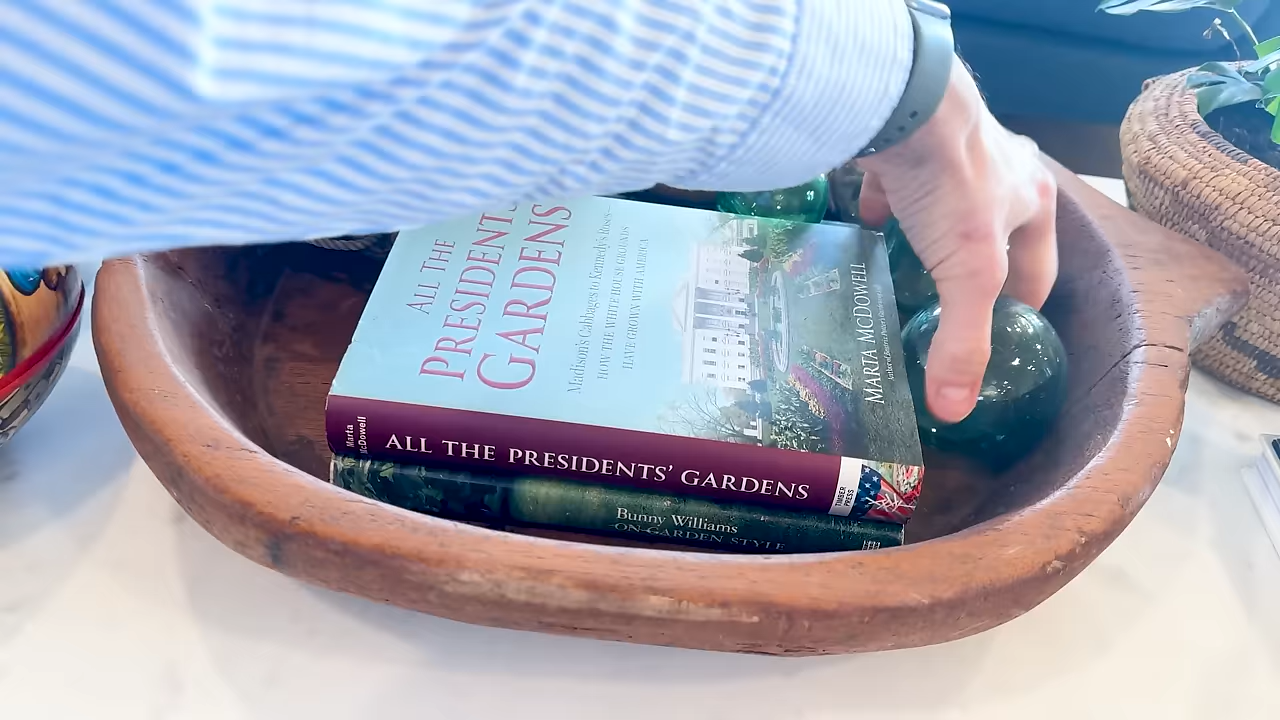 ALL THE
PRESIDENTS'
GARDENS
Madison's Cabbages to Kennedy's Roses—
HOW THE WHITE HOUSE GROUNDS
HAVE GROWN WITH AMERICA
MARTA MCDOWELL
Marta
McDowell
ALL THE PRESIDENTS' GARDENS
TIMBER
PRESS
Bunny Williams
ON GARDEN STYLE